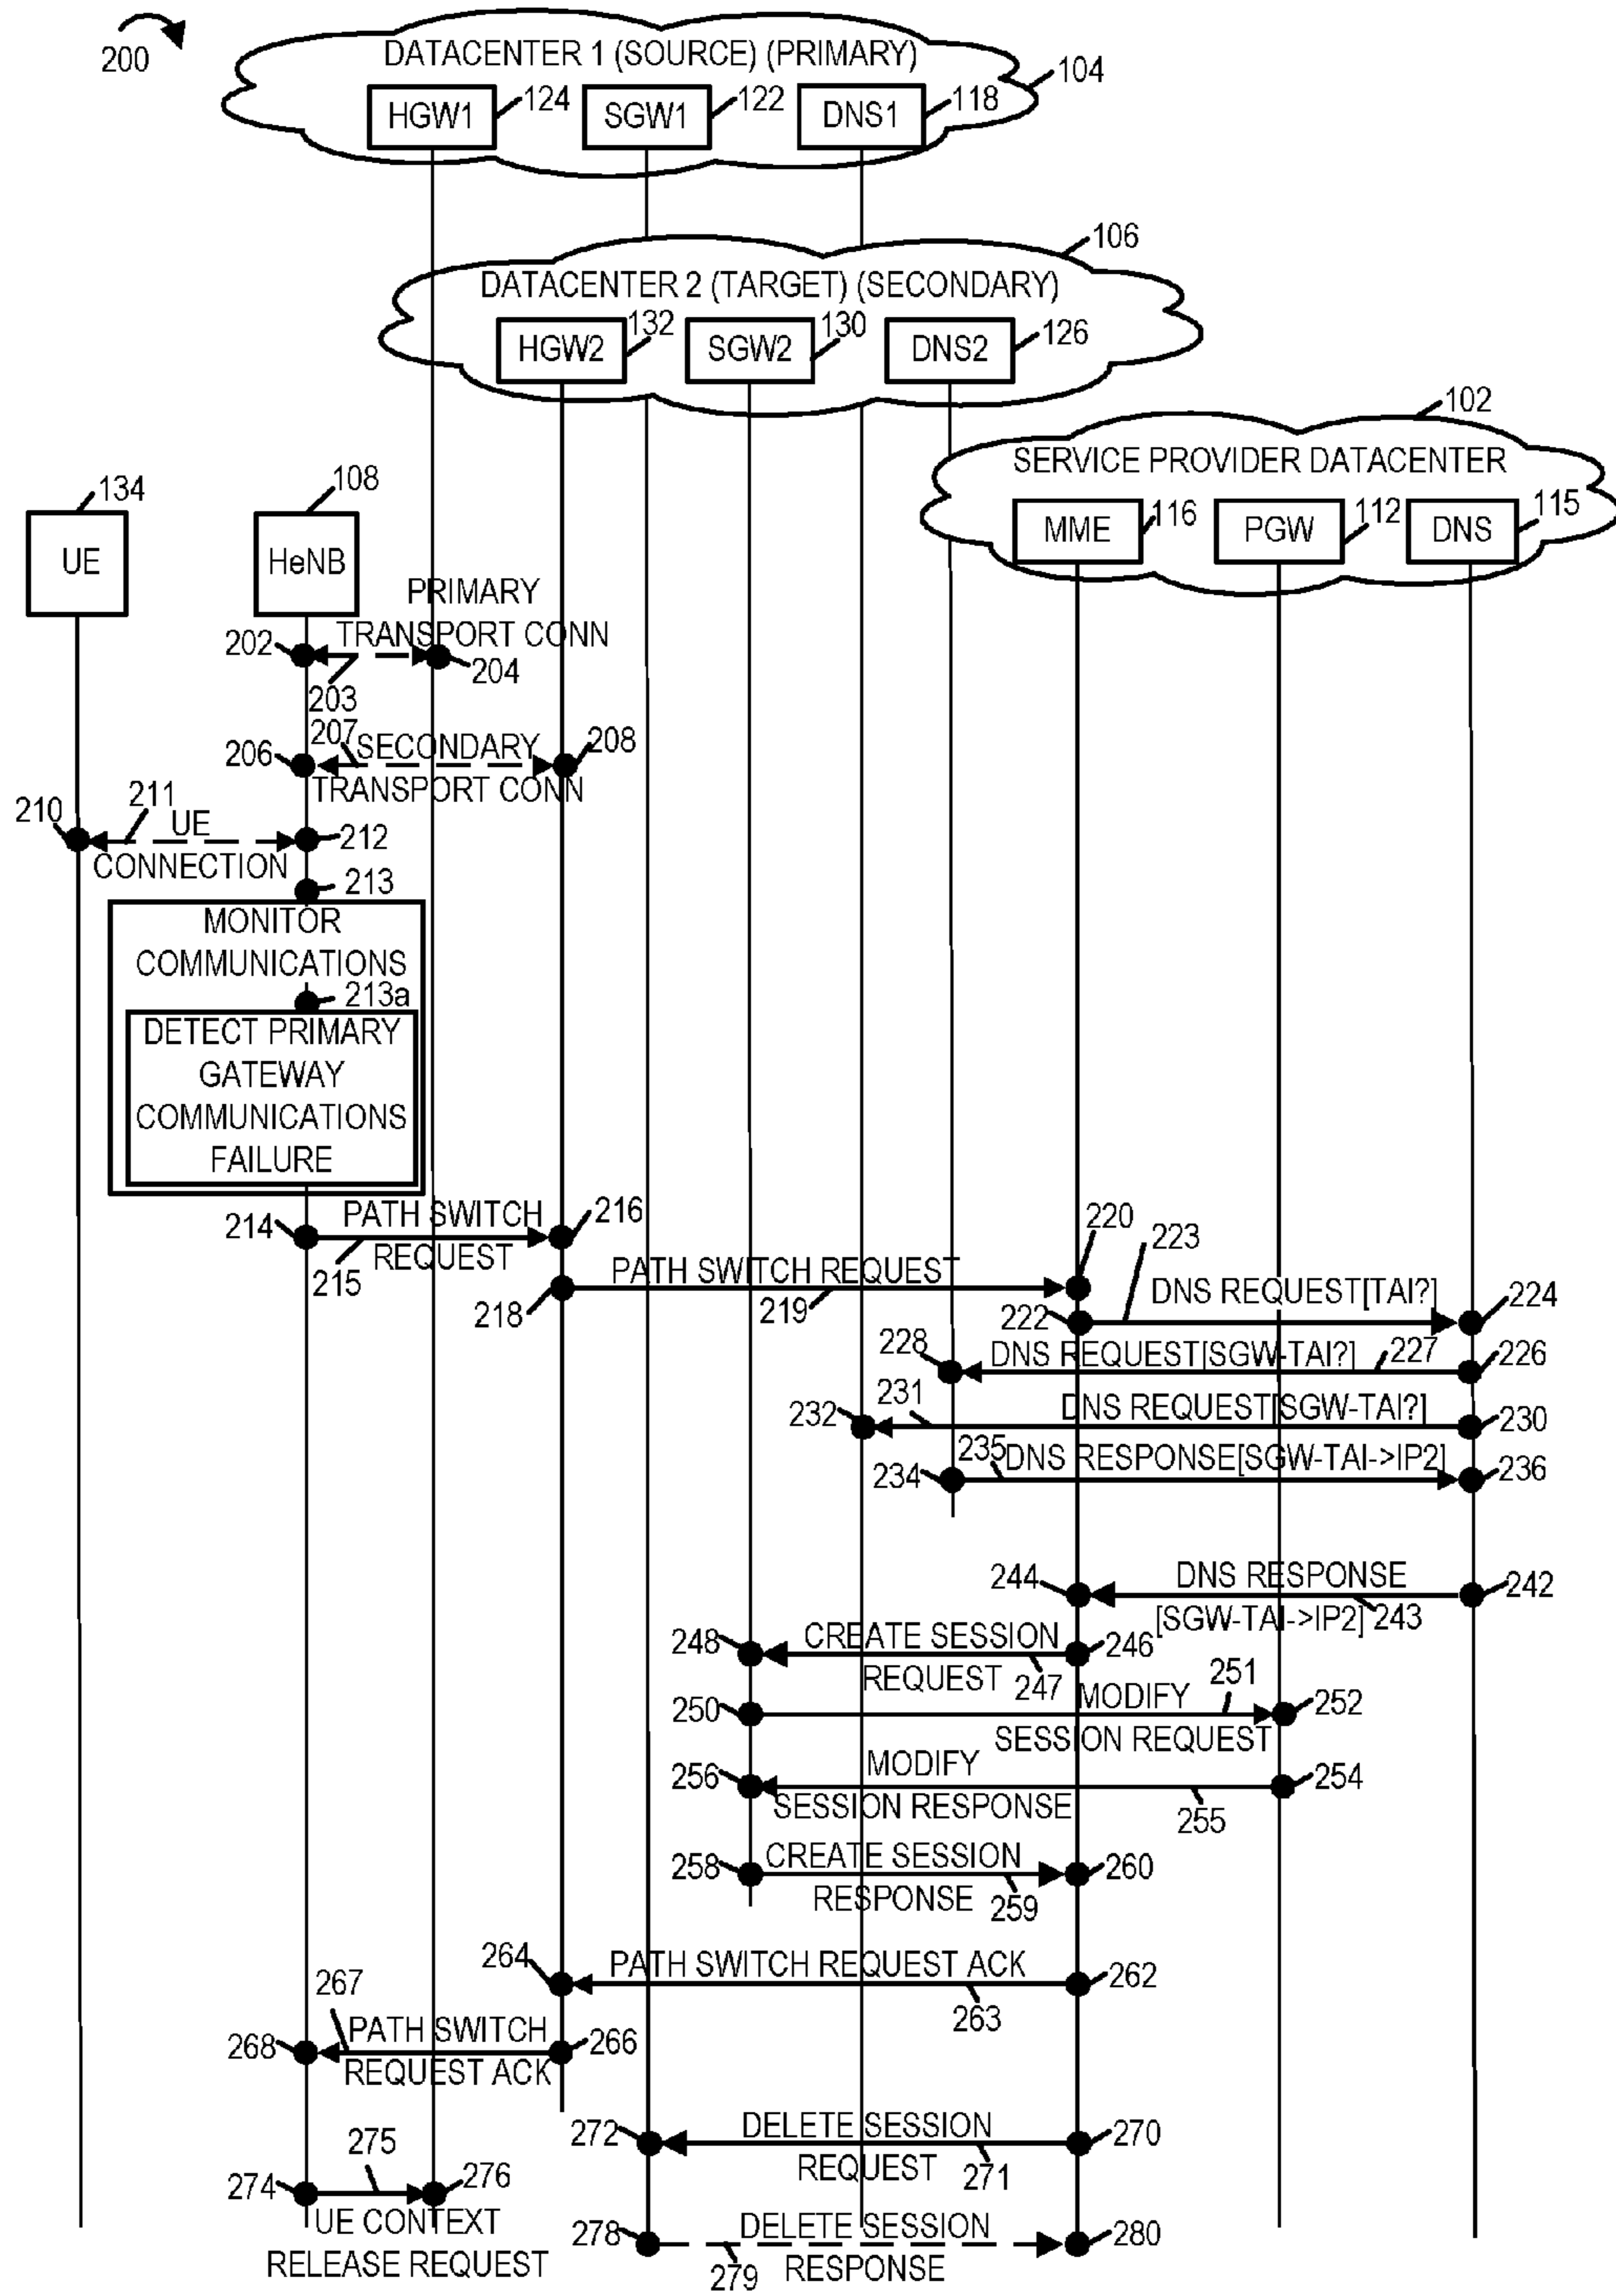 200
DATACENTER 1 (SOURCE) (PRIMARY)
104
HGW1
124
SGW1
122
DNS1
118
106
DATACENTER 2 (TARGET) (SECONDARY)
HGW2
132
SGW2
130
DNS2
126
102
SERVICE PROVIDER DATACENTER
MME
116
PGW
112
DNS
115
134
UE
108
HeNB
PRIMARY
TRANSPORT CONN
202
203
204
206
207
SECONDARY
TRANSPORT CONN
208
210
211
UE
CONNECTION
212
213
MONITOR
COMMUNICATIONS
213a
DETECT PRIMARY
GATEWAY
COMMUNICATIONS
FAILURE
214
PATH SWITCH
REQUEST
215
216
218
PATH SWITCH REQUEST
219
220
222
223
DNS REQUEST[TAI?]
224
228
DNS REQUEST[SGW-TAI?]
227
226
232
231
DNS REQUEST[SGW-TAI?]
230
234
235
DNS RESPONSE[SGW-TAI->IP2]
236
244
DNS RESPONSE
[SGW-TAI->IP2]
243
242
248
CREATE SESSION
REQUEST
247
246
250
251
MODIFY
SESSION REQUEST
252
256
MODIFY
SESSION RESPONSE
255
254
258
CREATE SESSION
RESPONSE
259
260
264
PATH SWITCH REQUEST ACK
263
262
267
268
PATH SWITCH
REQUEST ACK
266
272
DELETE SESSION
REQUEST
271
270
274
275
276
UE CONTEXT
RELEASE REQUEST
278
DELETE SESSION
RESPONSE
279
280